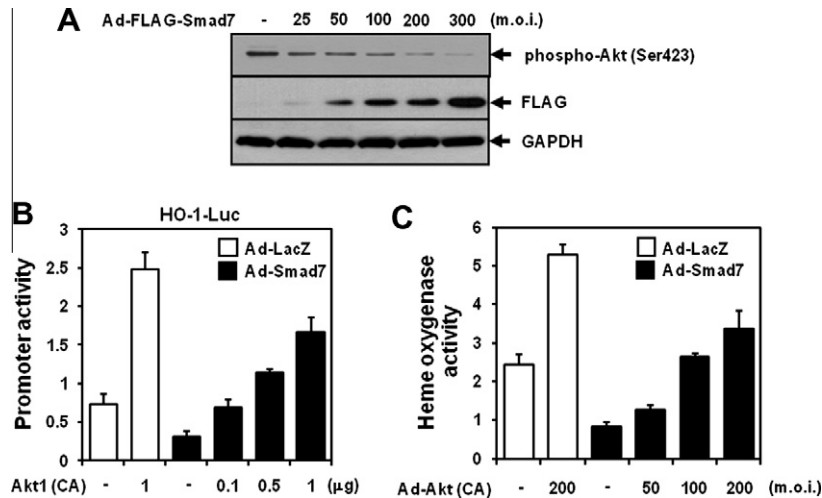 A
Ad-FLAG-Smad7 - 25 50 100 200 300 (m.o.i.)
phospho-Akt (Ser423)
FLAG
GAPDH
B
HO-1-Luc
Promoter activity
3
2.5
2
1.5
1
0.5
0
Ad-LacZ
Ad-Smad7
Akt1 (CA) - 1 - 0.1 0.5 1 (μg)
C
Heme oxygenase
activity
6
5
4
3
2
1
0
Ad-LacZ
Ad-Smad7
Ad-Akt (CA) - 200 - 50 100 200 (m.o.i.)